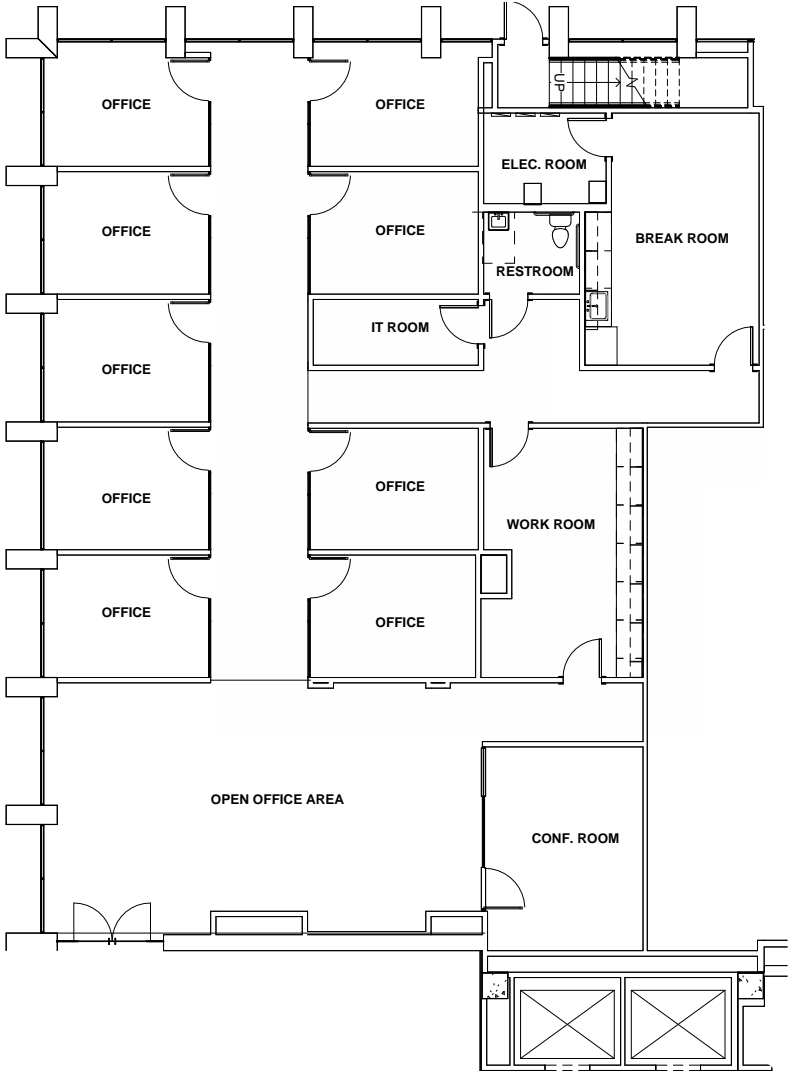 OFFICE
OFFICE
UP
ELEC. ROOM
OFFICE
OFFICE
BREAK ROOM
RESTROOM
IT ROOM
OFFICE
OFFICE
OFFICE
WORK ROOM
OFFICE
OFFICE
OPEN OFFICE AREA
CONF. ROOM